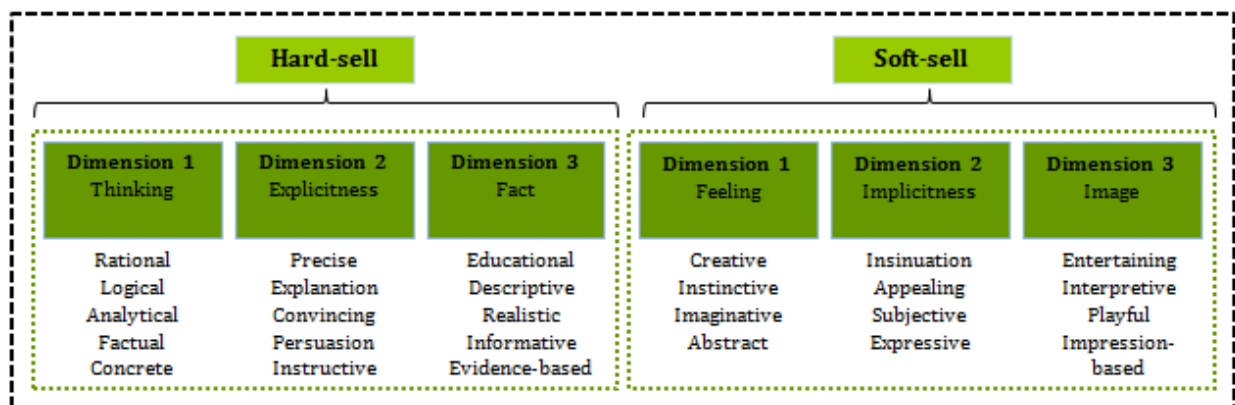 Hard-sell
Soft-sell
Dimension 1
Thinking
Dimension 2
Explicitness
Dimension 3
Fact
Dimension 1
Feeling
Dimension 2
Implicitness
Dimension 3
Image
Rational
Logical
Analytical
Factual
Concrete
Precise
Explanation
Convincing
Persuasion
Instructive
Educational
Descriptive
Realistic
Informative
Evidence-based
Creative
Instinctive
Imaginative
Abstract
Insinuation
Appealing
Subjective
Expressive
Entertaining
Interpretive
Playful
Impression-
based